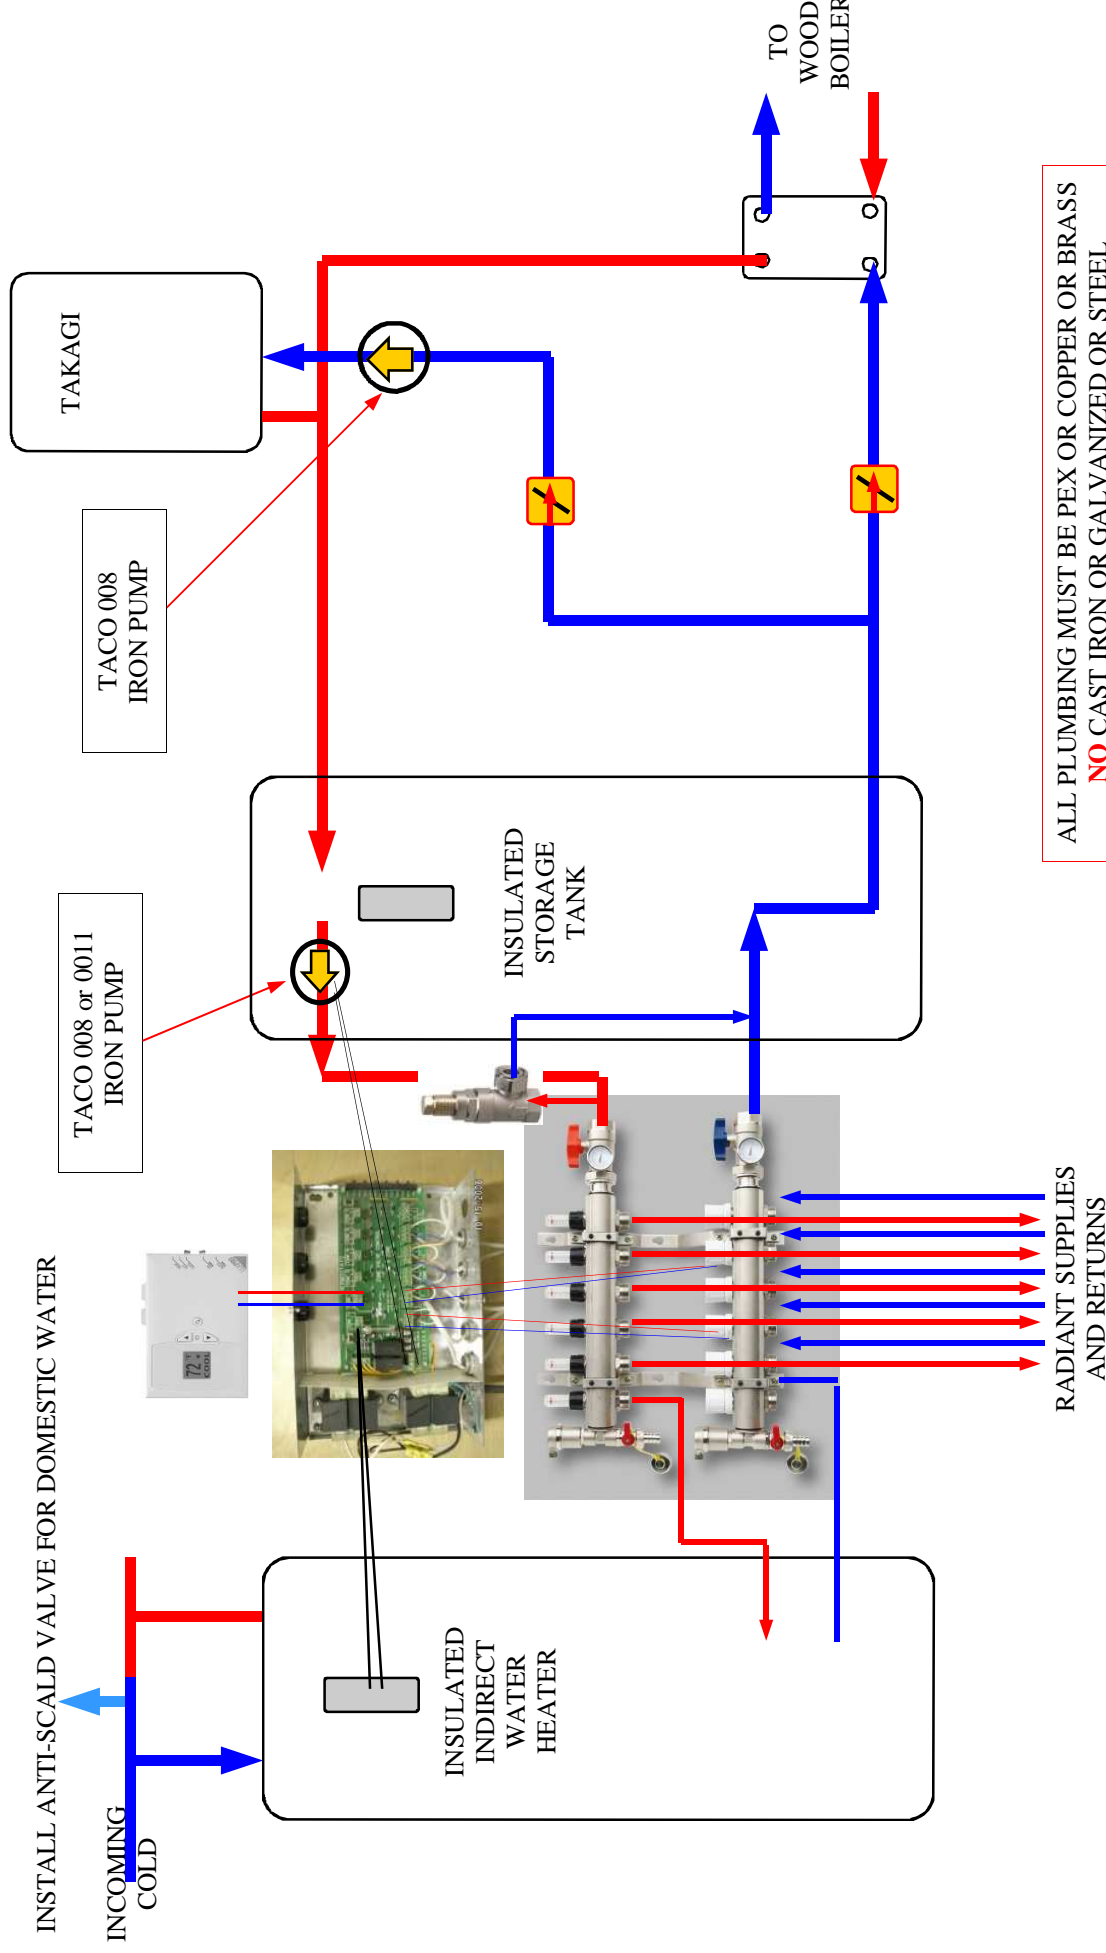 INSTALL ANTI-SCALD VALVE FOR DOMESTIC WATER
INCOMING
COLD
TACO 008 or 0011
IRON PUMP
TACO 008
IRON PUMP
TAKAGI
TO
WOOD
BOILER
72
COOL
INSULATED
INDIRECT
WATER
HEATER
INSULATED
STORAGE
TANK
RADIANT SUPPLIES
AND RETURNS
ALL PLUMBING MUST BE PEX OR COPPER OR BRASS
NO CAST IRON OR GALVANIZED OR STEEL